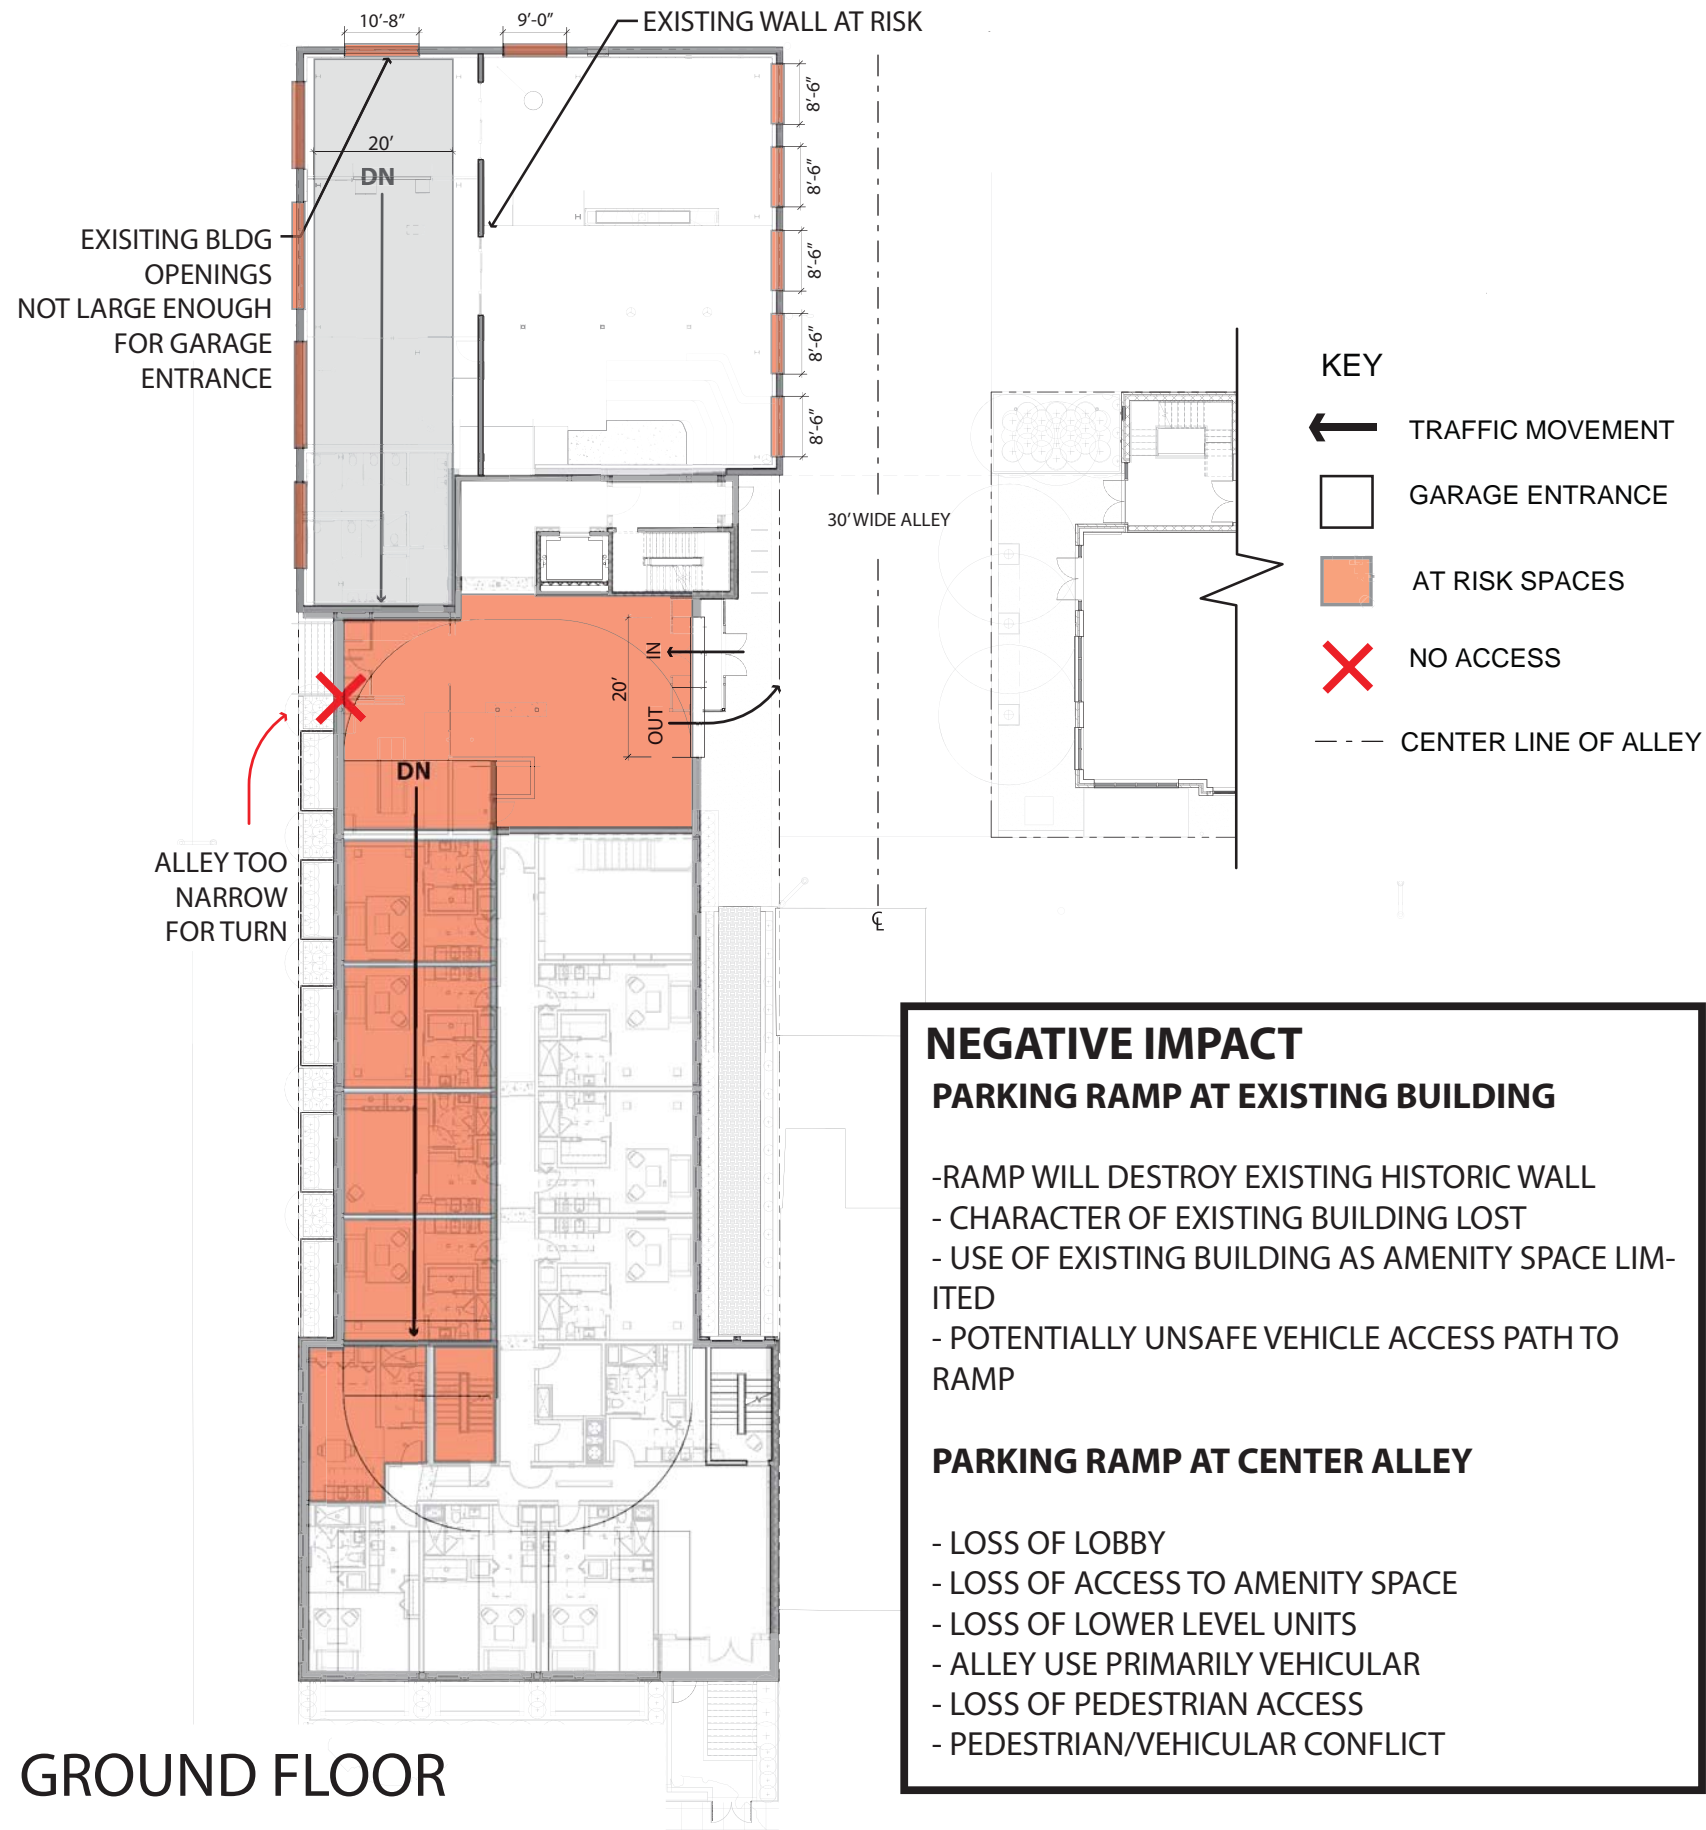 10'-8"
9'-0"
EXISTING WALL AT RISK
8'-6"
8'-6"
8'-6"
8'-6"
8'-6"
20'
DN
EXISITING BLDG
OPENINGS
NOT LARGE ENOUGH
FOR GARAGE
ENTRANCE
KEY
TRAFFIC MOVEMENT
GARAGE ENTRANCE
AT RISK SPACES
NO ACCESS
CENTER LINE OF ALLEY
30' WIDE ALLEY
IN
20'
OUT
DN
ALLEY TOO
NARROW
FOR TURN
℄
NEGATIVE IMPACT
PARKING RAMP AT EXISTING BUILDING
-RAMP WILL DESTROY EXISTING HISTORIC WALL
- CHARACTER OF EXISTING BUILDING LOST
- USE OF EXISTING BUILDING AS AMENITY SPACE LIM-
ITED
- POTENTIALLY UNSAFE VEHICLE ACCESS PATH TO
RAMP
PARKING RAMP AT CENTER ALLEY
- LOSS OF LOBBY
- LOSS OF ACCESS TO AMENITY SPACE
- LOSS OF LOWER LEVEL UNITS
- ALLEY USE PRIMARILY VEHICULAR
- LOSS OF PEDESTRIAN ACCESS
- PEDESTRIAN/VEHICULAR CONFLICT
GROUND FLOOR